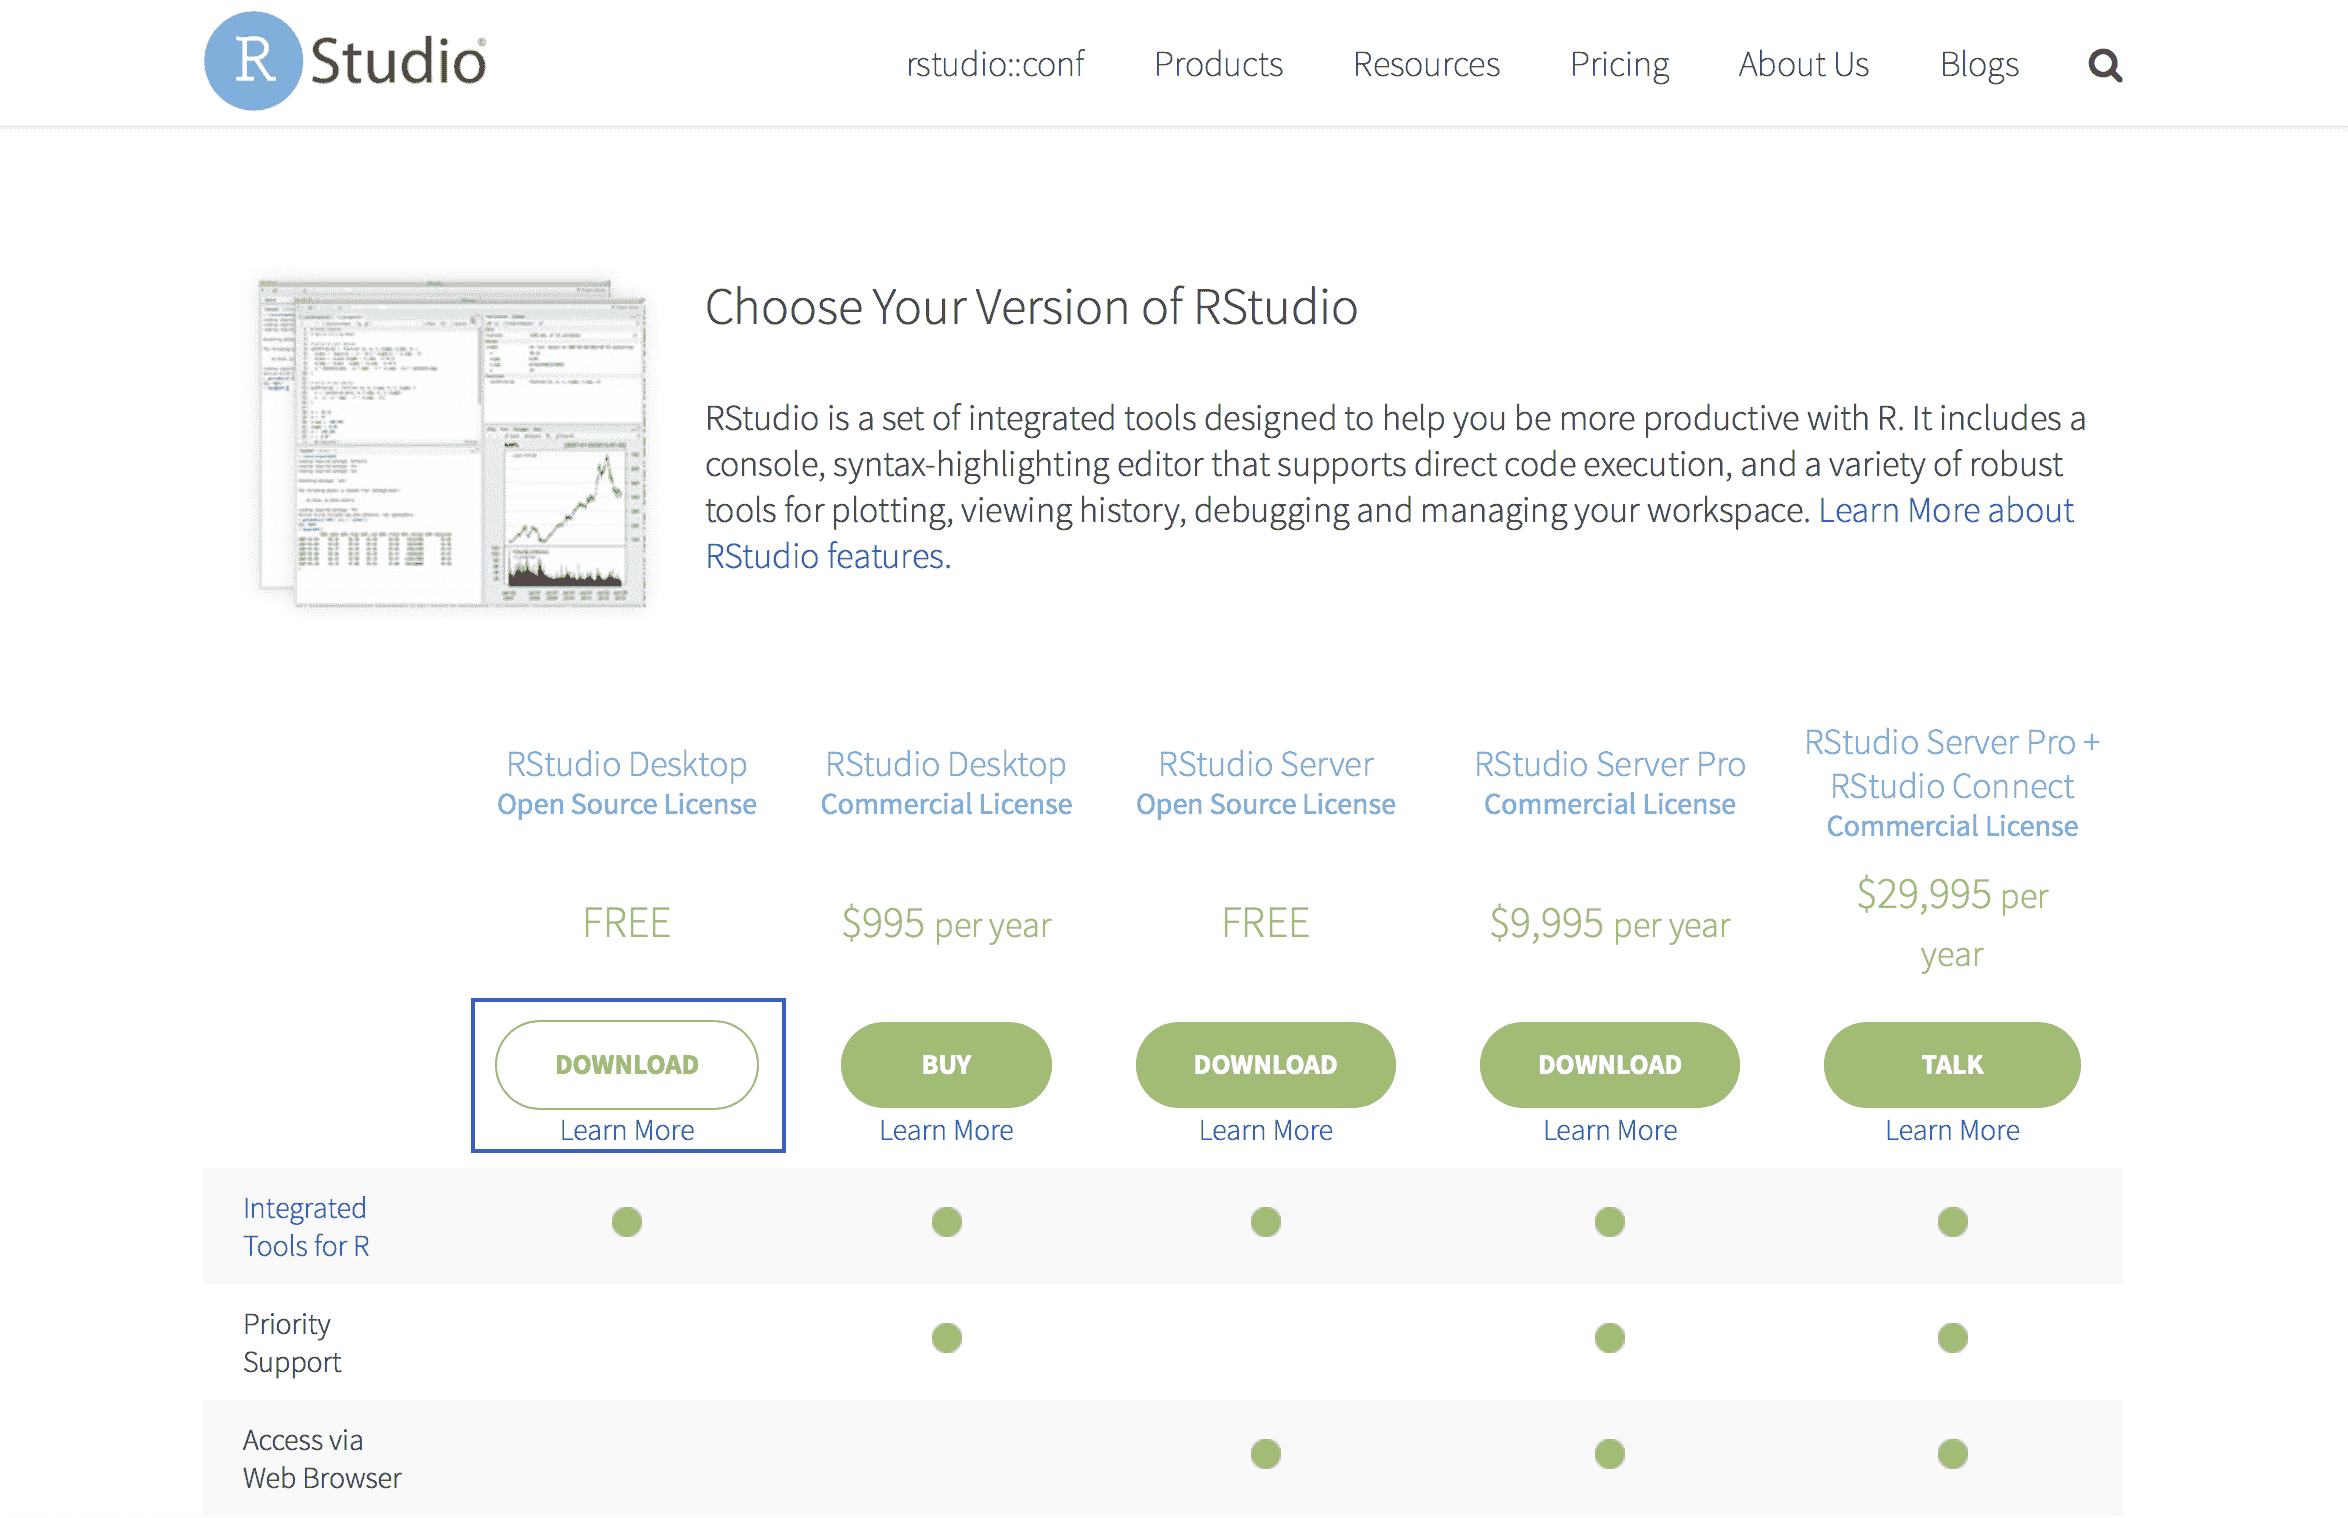 R Studio®
rstudio::conf Products Resources Pricing About Us Blogs
Choose Your Version of RStudio
RStudio is a set of integrated tools designed to help you be more productive with R. It includes a
console, syntax-highlighting editor that supports direct code execution, and a variety of robust
tools for plotting, viewing history, debugging and managing your workspace. Learn More about
RStudio features.
RStudio Desktop
Open Source License
RStudio Desktop
Commercial License
RStudio Server
Open Source License
RStudio Server Pro
Commercial License
RStudio Server Pro +
RStudio Connect
Commercial License
FREE
$995 per year
FREE
$9,995 per year
$29,995 per
year
DOWNLOAD
BUY
DOWNLOAD
DOWNLOAD
TALK
Learn More
Learn More
Learn More
Learn More
Learn More
Integrated
Tools for R
Priority
Support
Access via
Web Browser